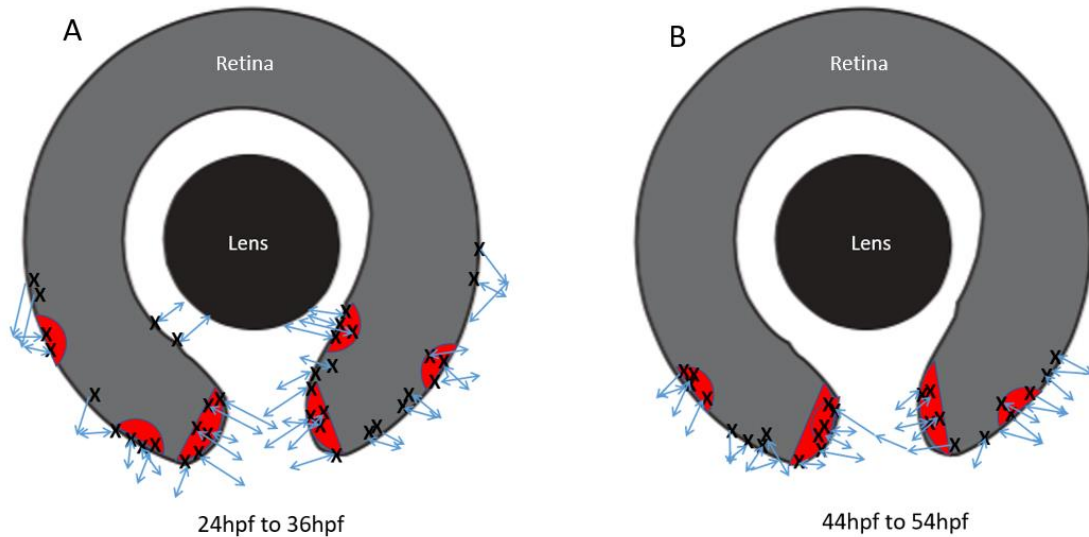 A
Retina
Lens
24hpf to 36hpf
B
Retina
Lens
44hpf to 54hpf